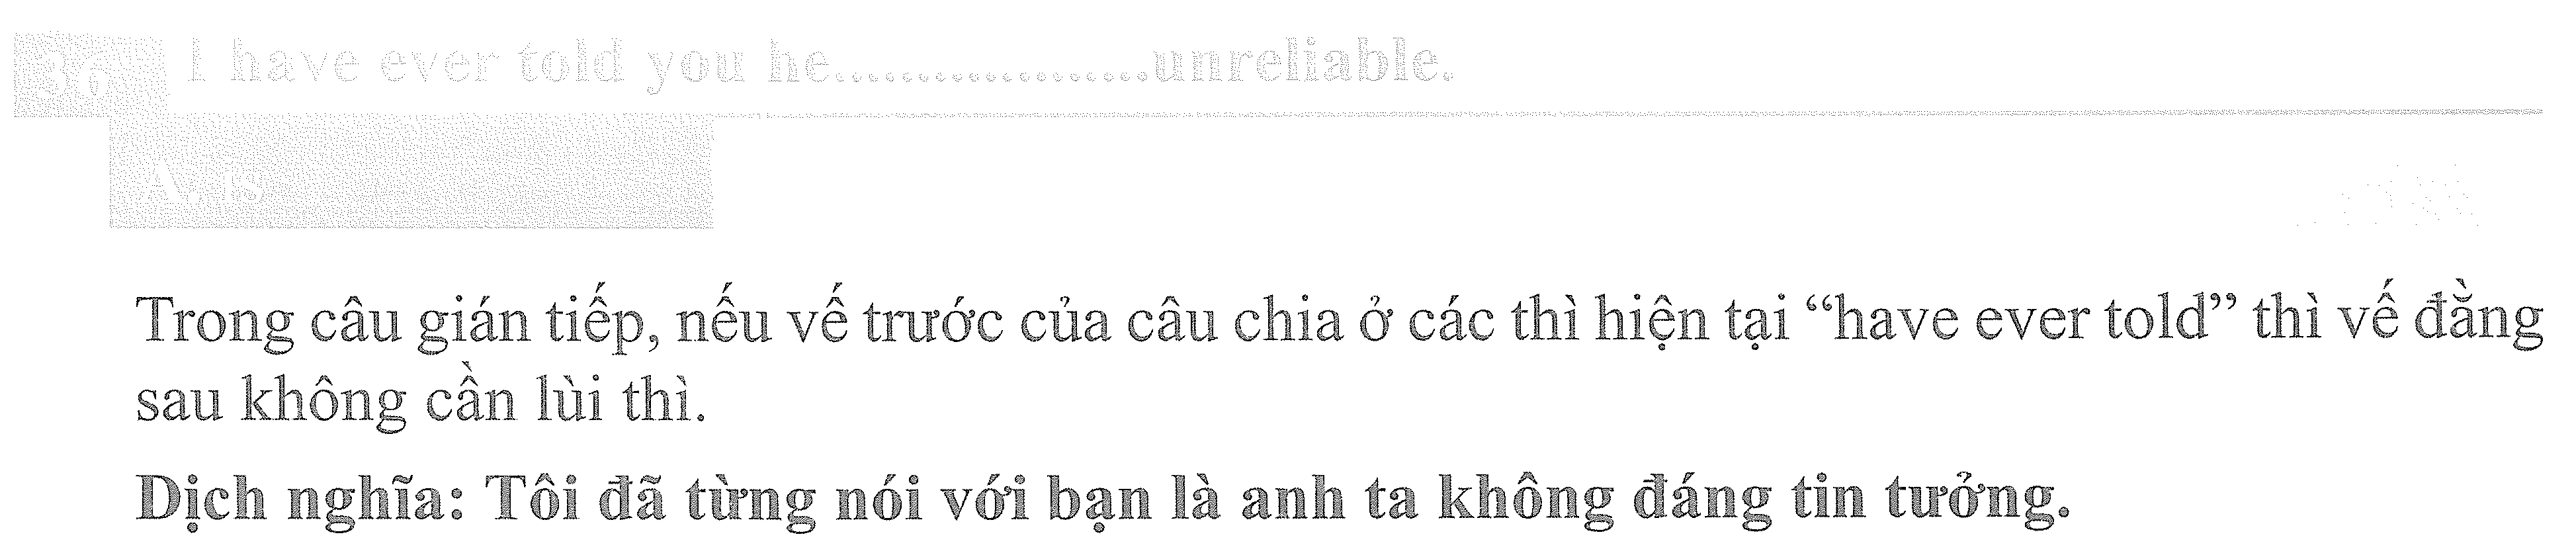 36 I have ever told you he...................unreliable.
A, is
Trong câu gián tiếp, nếu vế trước của câu chia ở các thì hiện tại “have ever told” thì vế đằng
sau không cần lùi thì.
Dịch nghĩa: Tôi đã từng nói với bạn là anh ta không đáng tin tưởng.